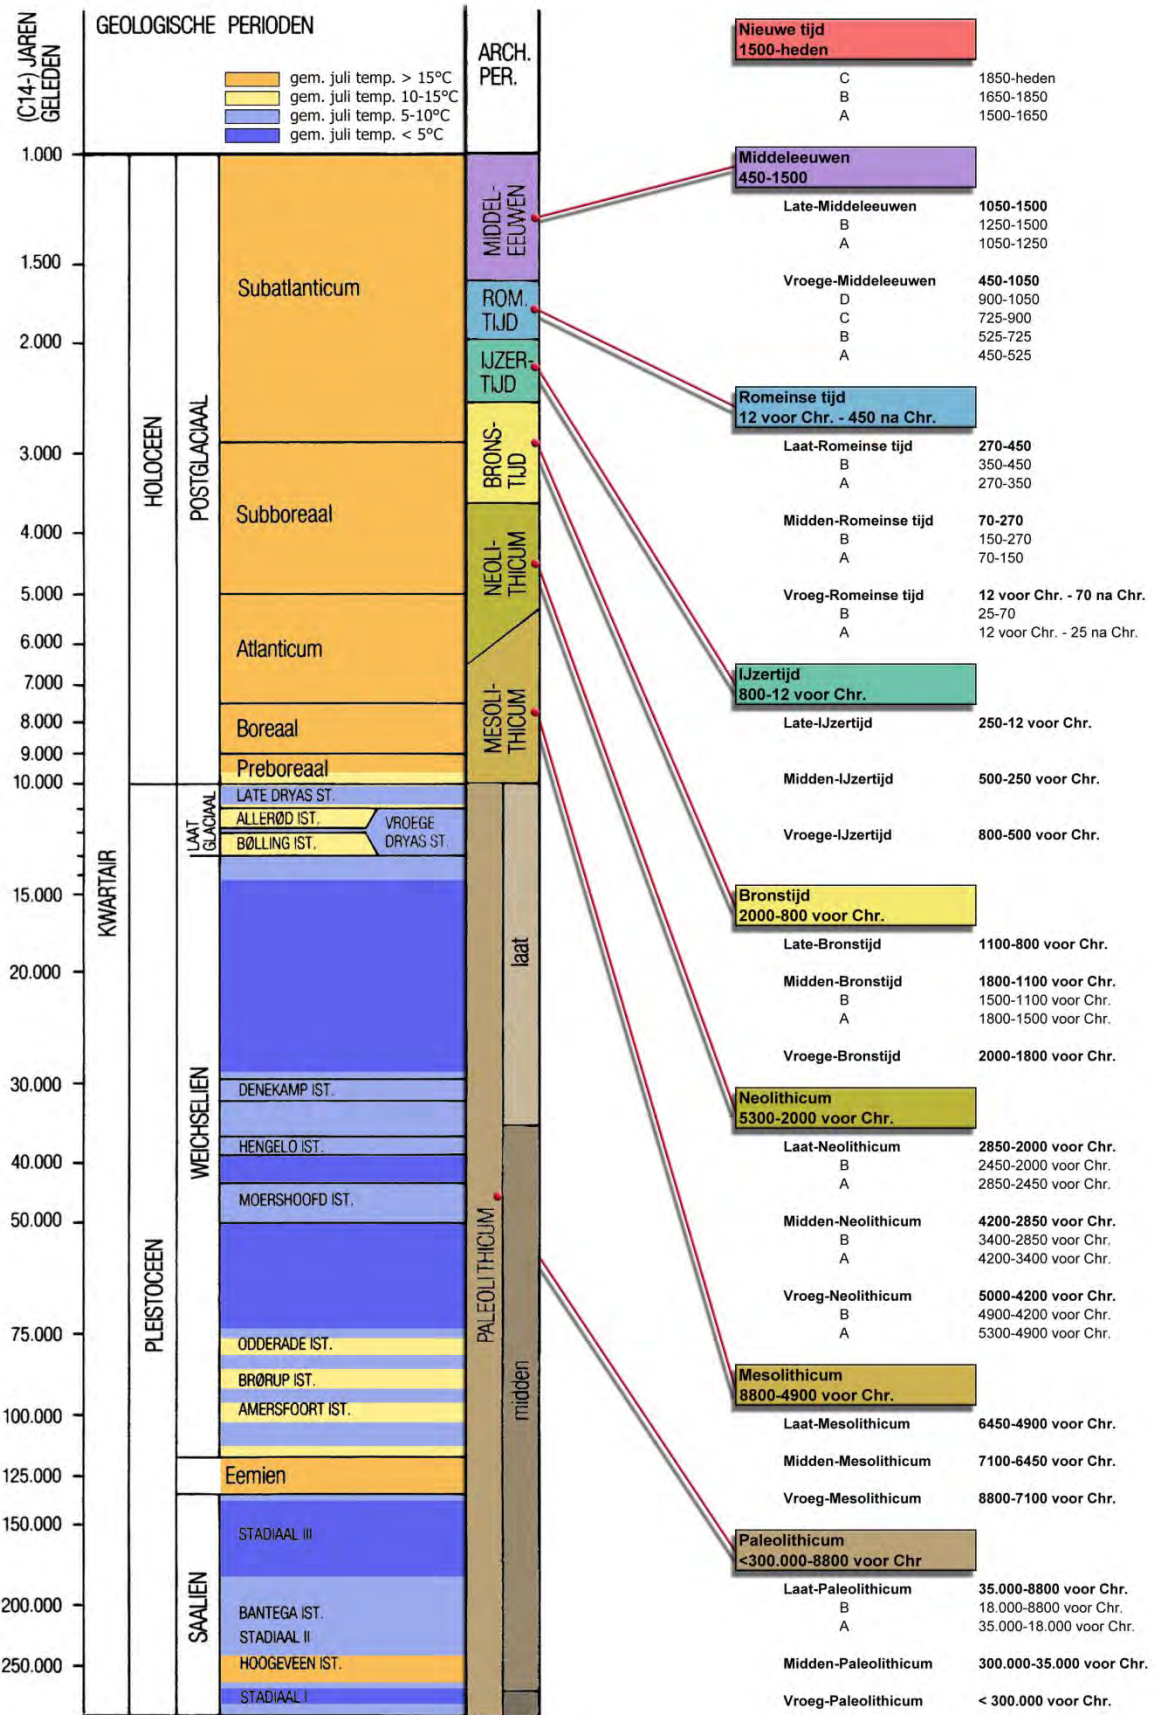 (C14-) JAREN
GELEDEN
GEOLOGISCHE PERIODEN
gem. juli temp. > 15°C
gem. juli temp. 10-15°C
gem. juli temp. 5-10°C
gem. juli temp. < 5°C
ARCH.
PER.
1.000
1.500
2.000
3.000
4.000
5.000
6.000
7.000
8.000
9.000
10.000
15.000
20.000
30.000
40.000
50.000
75.000
100.000
125.000
150.000
200.000
250.000
KWARTAIR
HOLOCEEN
PLEISTOCEEN
POSTGLACIAAL
LAAT
GLACIAAL
WEICHSELIEN
SAALIEN
Subatlanticum
Subboreaal
Atlanticum
Boreaal
Preboreaal
LATE DRYAS ST.
ALLERØD IST.
VROEGE
DRYAS ST.
BØLLING IST.
DENEKAMP IST.
HENGELO IST.
MOERSHOOFD IST.
ODDERADE IST.
BRØRUP IST.
AMERSFOORT IST.
Eemien
STADIAAL III
BANTEGA IST.
STADIAAL II
HOOGEVEEN IST.
STADIAAL I
MIDDEL-
EEUWEN
ROM.
TIJD
IJZER-
TIJD
BRONS-
TIJD
NEOLI-
THICUM
MESOLI-
THICUM
PALEOLITHICUM
laat
midden
Nieuwe tijd
1500-heden
C 1850-heden
B 1650-1850
A 1500-1650
Middeleeuwen
450-1500
Late-Middeleeuwen 1050-1500
B 1250-1500
A 1050-1250
Vroege-Middeleeuwen 450-1050
D 900-1050
C 725-900
B 525-725
A 450-525
Romeinse tijd
12 voor Chr. - 450 na Chr.
Laat-Romeinse tijd 270-450
B 350-450
A 270-350
Midden-Romeinse tijd 70-270
B 150-270
A 70-150
Vroeg-Romeinse tijd 12 voor Chr. - 70 na Chr.
B 25-70
A 12 voor Chr. - 25 na Chr.
IJzertijd
800-12 voor Chr.
Late-IJzertijd 250-12 voor Chr.
Midden-IJzertijd 500-250 voor Chr.
Vroege-IJzertijd 800-500 voor Chr.
Bronstijd
2000-800 voor Chr.
Late-Bronstijd 1100-800 voor Chr.
Midden-Bronstijd 1800-1100 voor Chr.
B 1500-1100 voor Chr.
A 1800-1500 voor Chr.
Vroege-Bronstijd 2000-1800 voor Chr.
Neolithicum
5300-2000 voor Chr.
Laat-Neolithicum 2850-2000 voor Chr.
B 2450-2000 voor Chr.
A 2850-2450 voor Chr.
Midden-Neolithicum 4200-2850 voor Chr.
B 3400-2850 voor Chr.
A 4200-3400 voor Chr.
Vroeg-Neolithicum 5000-4200 voor Chr.
B 4900-4200 voor Chr.
A 5300-4900 voor Chr.
Mesolithicum
8800-4900 voor Chr.
Laat-Mesolithicum 6450-4900 voor Chr.
Midden-Mesolithicum 7100-6450 voor Chr.
Vroeg-Mesolithicum 8800-7100 voor Chr.
Paleolithicum
<300.000-8800 voor Chr
Laat-Paleolithicum 35.000-8800 voor Chr.
B 18.000-8800 voor Chr.
A 35.000-18.000 voor Chr.
Midden-Paleolithicum 300.000-35.000 voor Chr.
Vroeg-Paleolithicum < 300.000 voor Chr.